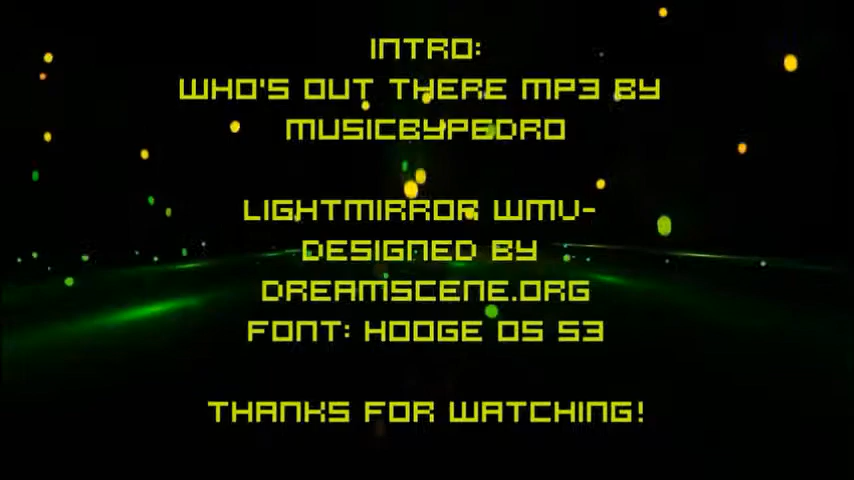 INTRO:
WHO'S OUT THERE MP3 BY
MUSICBYPEDRO
LIGHTMIRROR WMV-
DESIGNED BY
DREAMSCENE.ORG
FONT: HOOGE 05 53
THANKS FOR WATCHING!